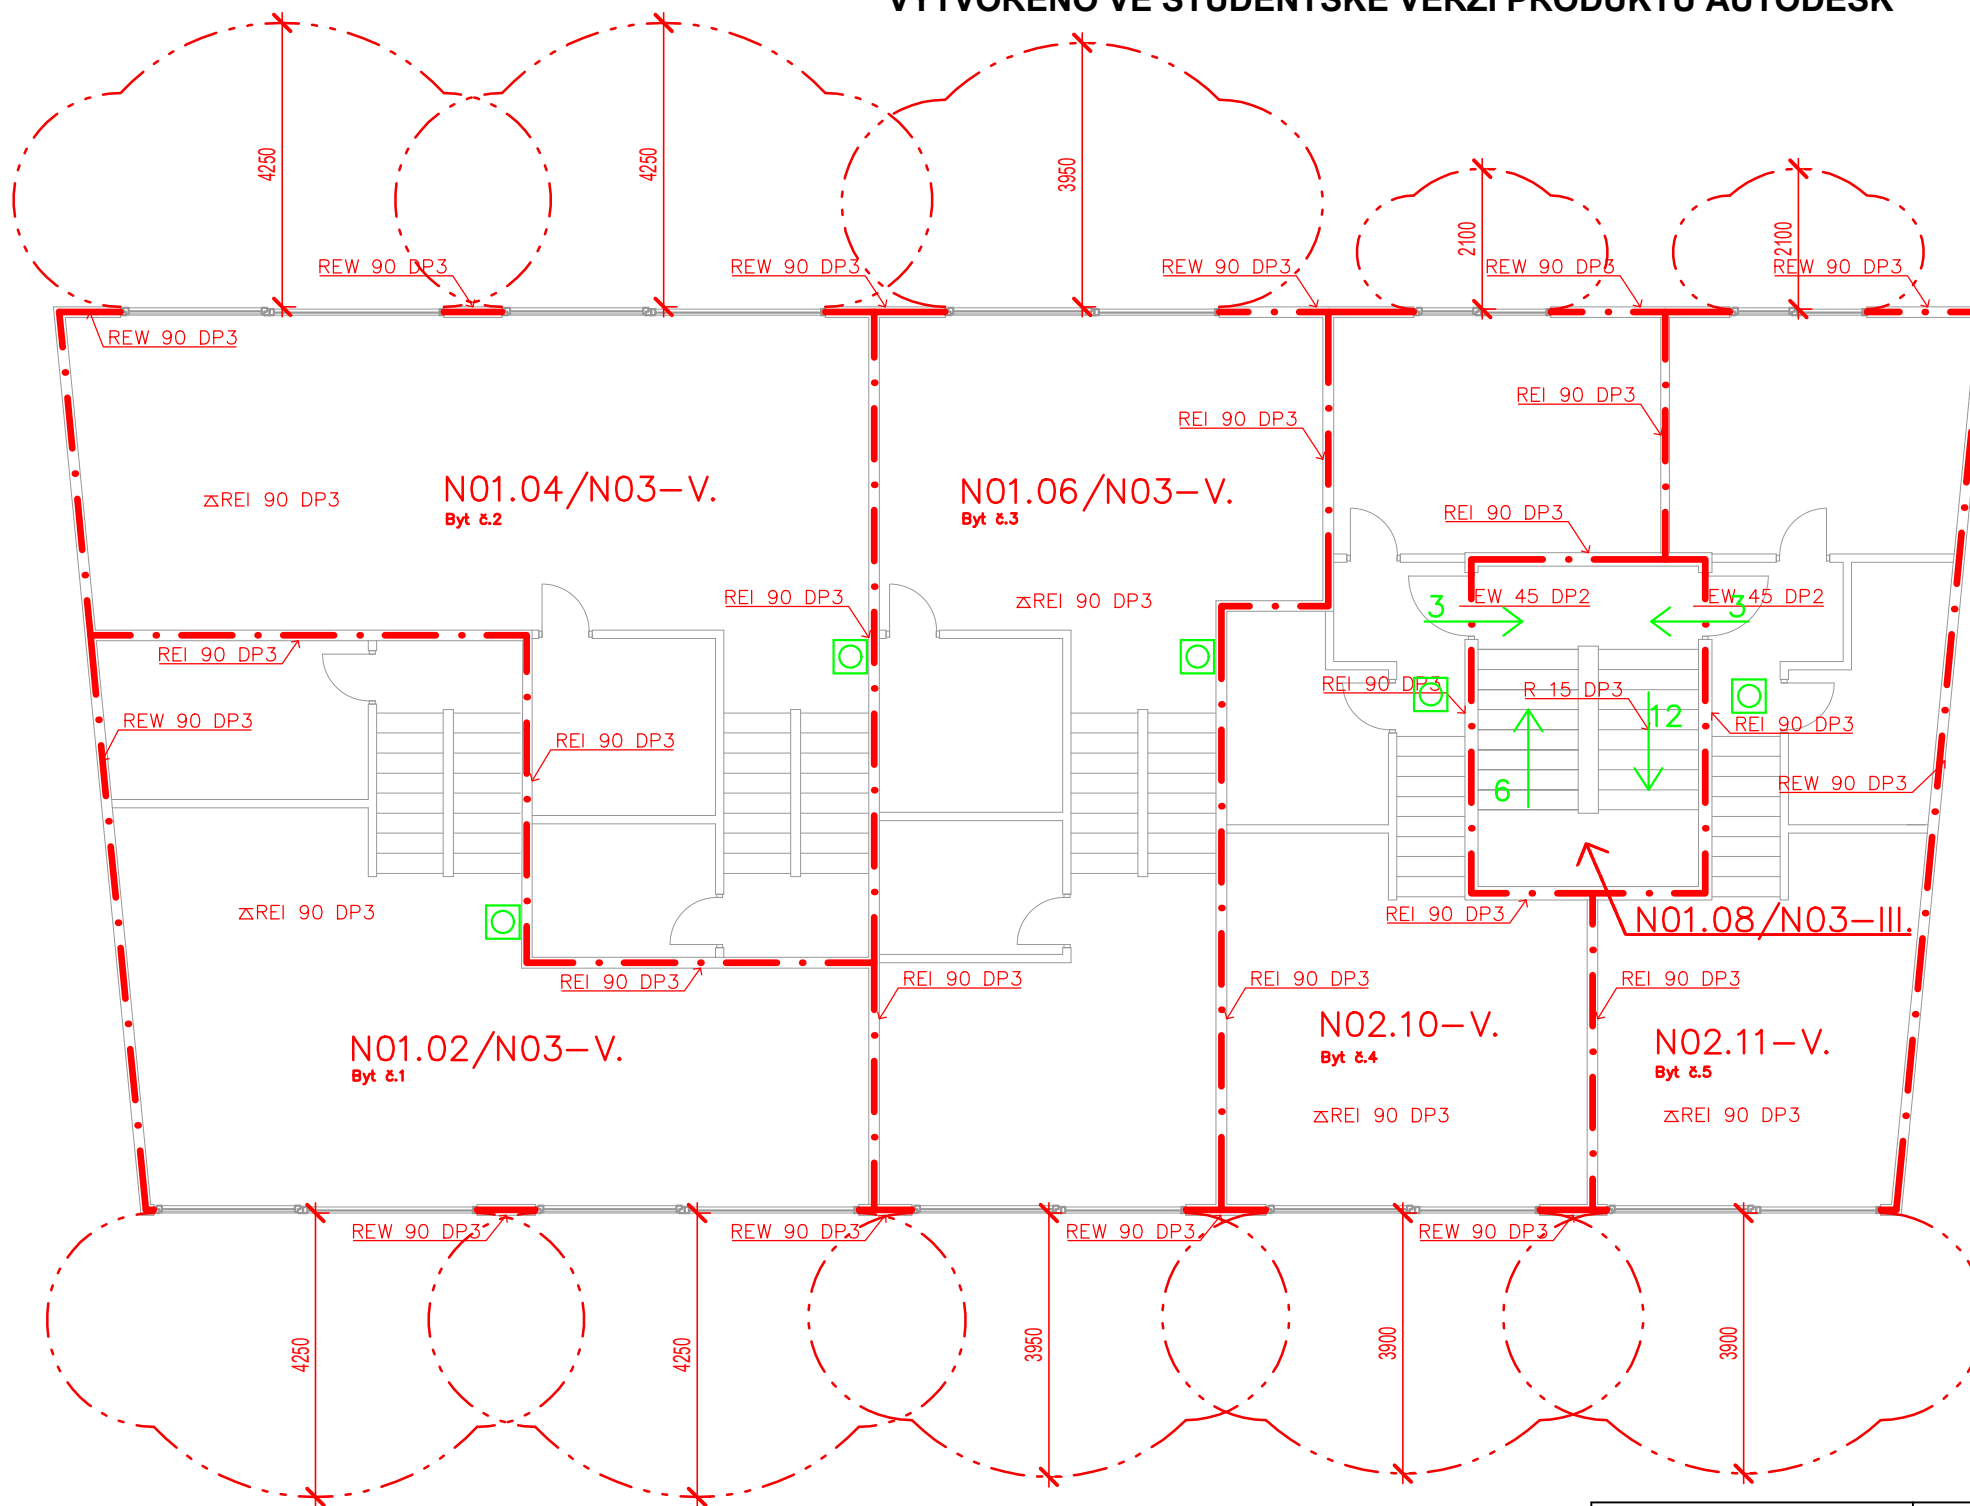 VYTVOŘENO VE STUDENTSKÉ VERZI PRODUKTU AUTODESK
4250
4250
3950
2100
2100
REW 90 DP3
REW 90 DP3
REW 90 DP3
REW 90 DP3
REW 90 DP3
REW 90 DP3
REI 90 DP3
REI 90 DP3
N01.04/N03-V.
Byt č.2
REI 90 DP3
N01.06/N03-V.
Byt č.3
REI 90 DP3
REI 90 DP3
REI 90 DP3
EW 45 DP2
EW 45 DP2
3
3
REI 90 DP3
REI 90 DP3
R 15 DP3
REW 90 DP3
12
REI 90 DP3
REI 90 DP3
REW 90 DP3
6
REI 90 DP3
REI 90 DP3
N01.08/N03-III.
REI 90 DP3
REI 90 DP3
REI 90 DP3
REI 90 DP3
N01.02/N03-V.
Byt č.1
N02.10-V.
Byt č.4
N02.11-V.
Byt č.5
REI 90 DP3
REI 90 DP3
REW 90 DP3
REW 90 DP3
REW 90 DP3
REW 90 DP3
4250
4250
3950
3900
3900